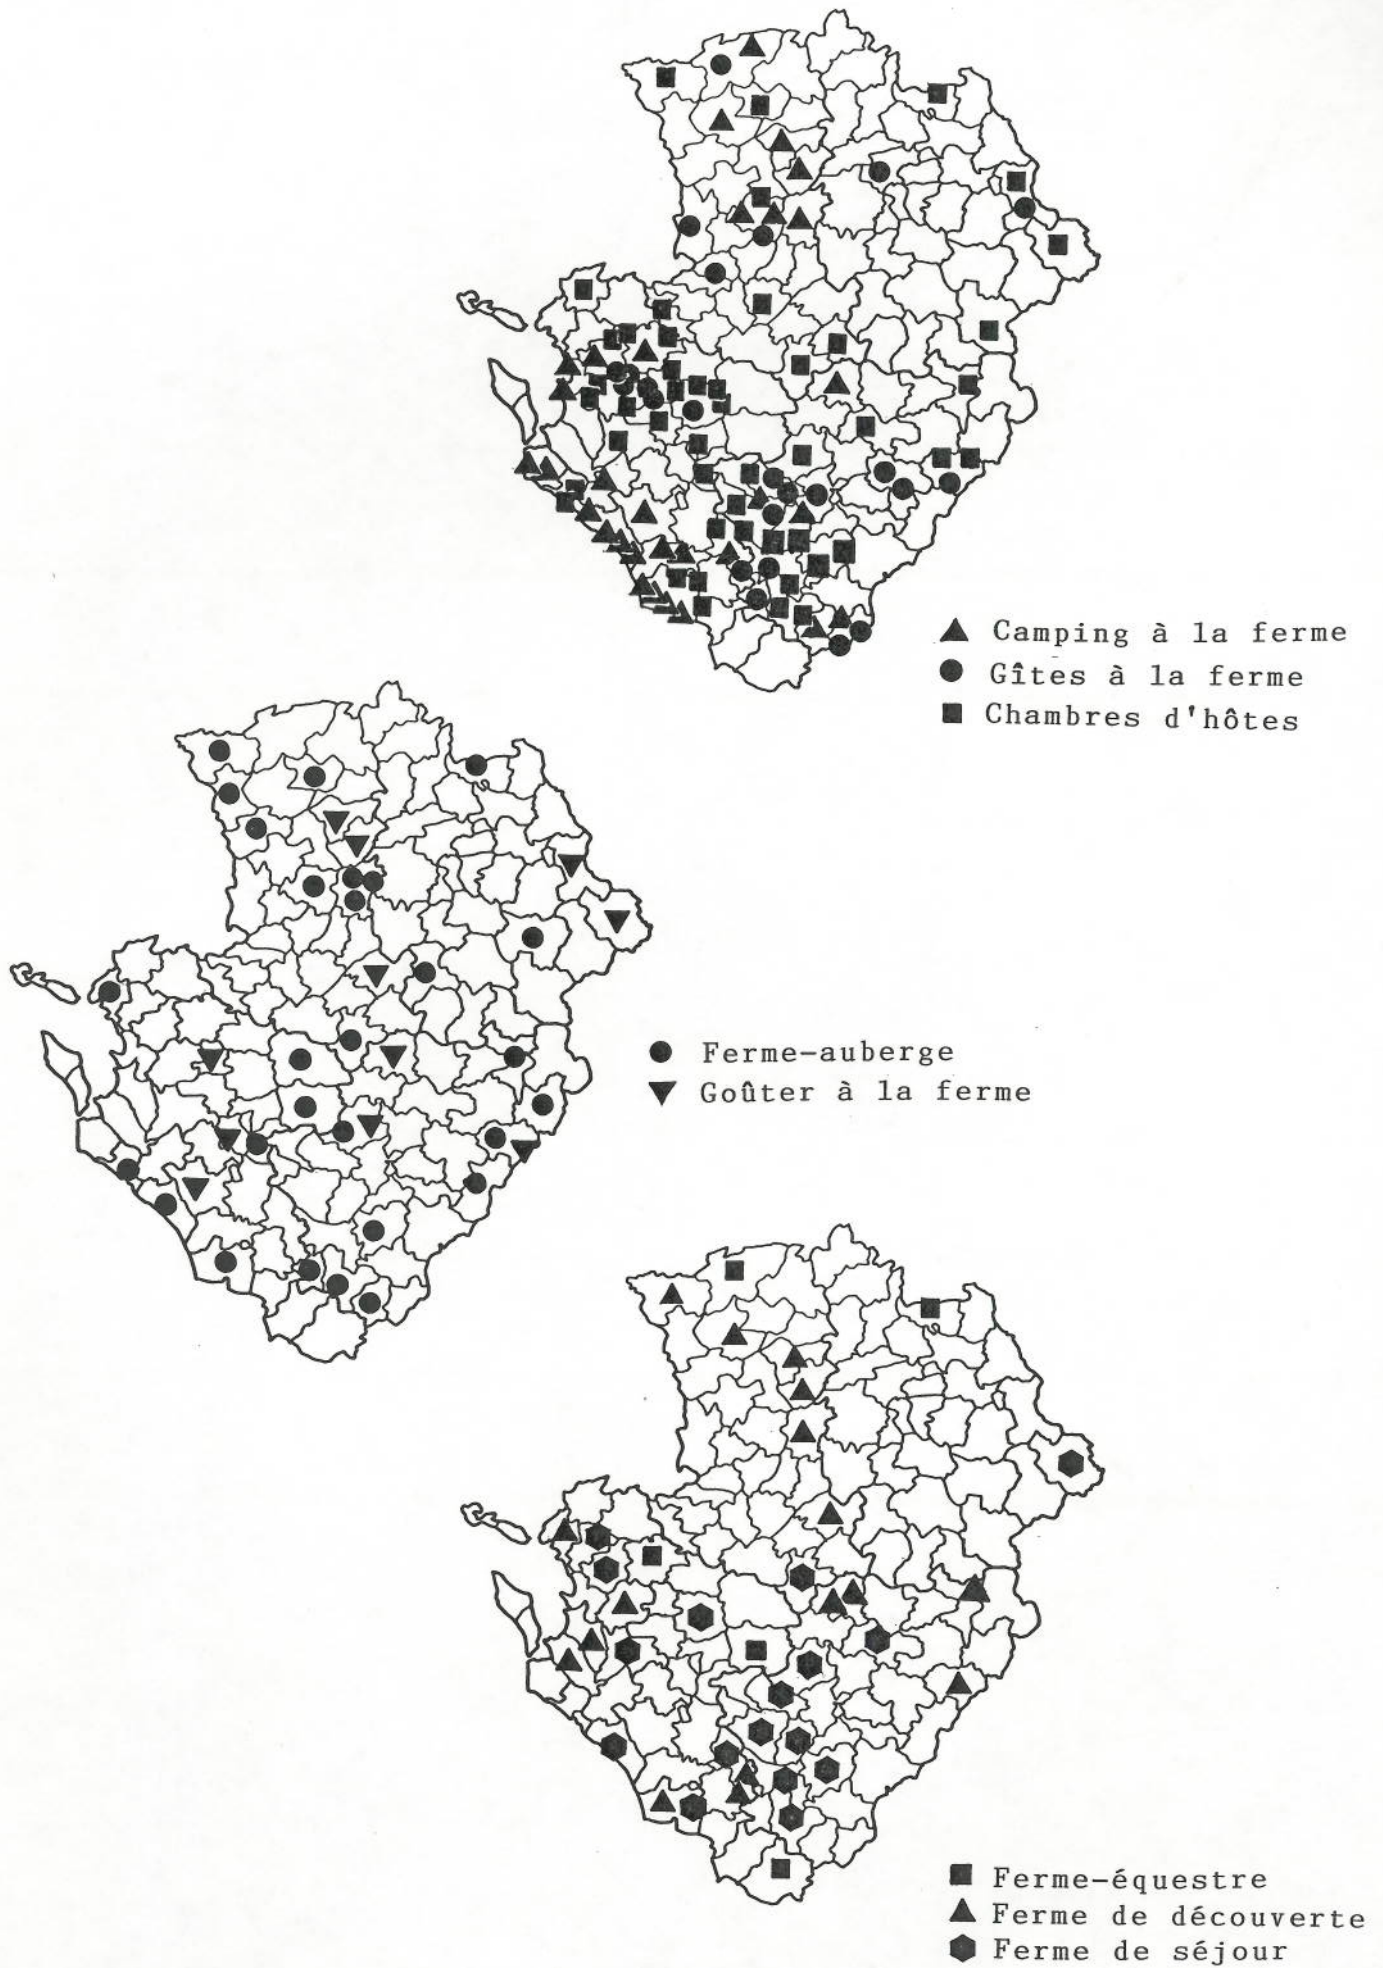 Camping à la ferme
Gîtes à la ferme
Chambres d'hôtes
Ferme-auberge
Goûter à la ferme
Ferme-équestre
Ferme de découverte
Ferme de séjour